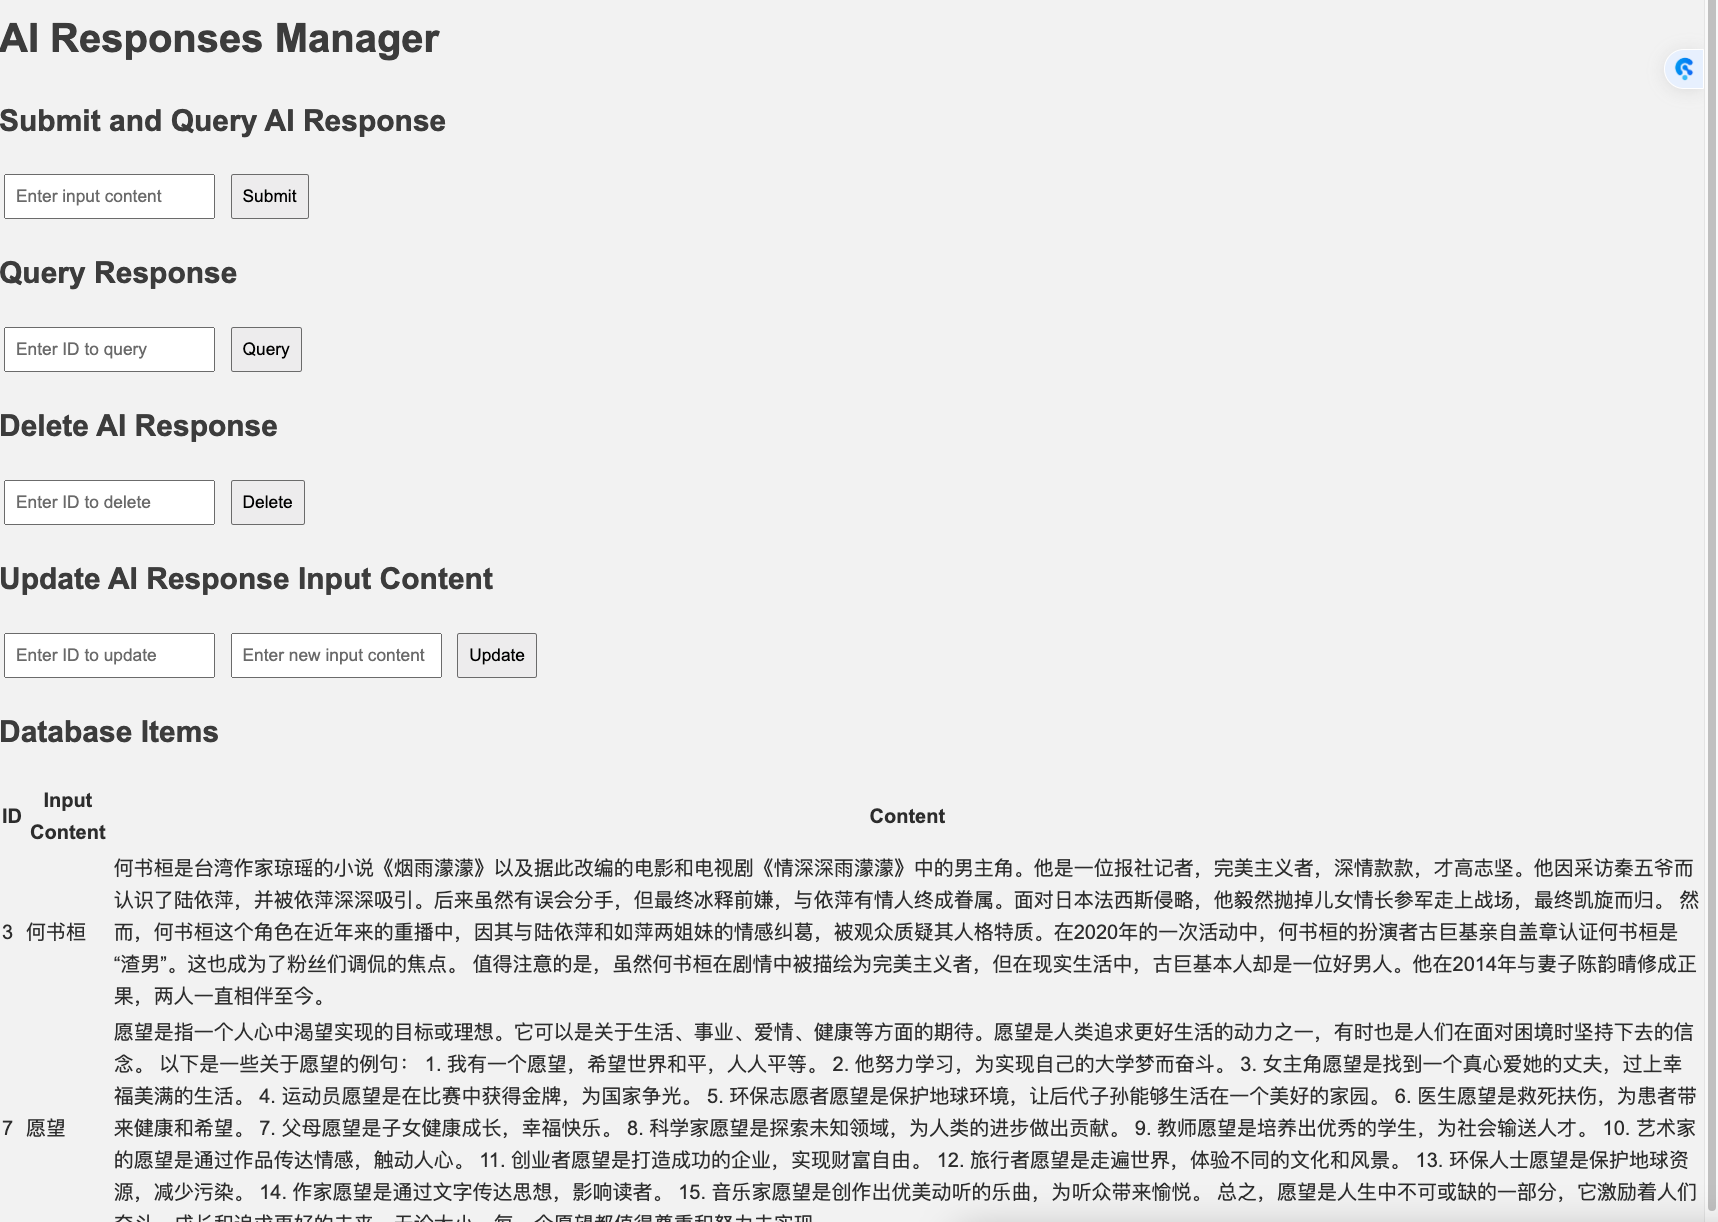 AI Responses Manager
Submit and Query AI Response
Enter input content Submit
Query Response
Enter ID to query Query
Delete AI Response
Enter ID to delete Delete
Update AI Response Input Content
Enter ID to update Enter new input content Update
Database Items
ID Input Content Content
何书桓是台湾作家琼瑶的小说《烟雨濛濛》以及据此改编的电影和电视剧《情深深雨濛濛》中的男主角。他是一位报社记者，完美主义者，深情款款，才高志坚。他因采访秦五爷而
认识了陆依萍，并被依萍深深吸引。后来虽然有误会分手，但最终冰释前嫌，与依萍有情人终成眷属。面对日本法西斯侵略，他毅然抛掉儿女情长参军走上战场，最终凯旋而归。 然
3 何书桓 而，何书桓这个角色在近年来的重播中，因其与陆依萍和如萍两姐妹的情感纠葛，被观众质疑其人格特质。在2020年的一次活动中，何书桓的扮演者古巨基亲自盖章认证何书桓是
“渣男”。这也成为了粉丝们调侃的焦点。 值得注意的是，虽然何书桓在剧情中被描绘为完美主义者，但在现实生活中，古巨基本人却是一位好男人。他在2014年与妻子陈韵晴修成正
果，两人一直相伴至今。
愿望是指一个人心中渴望实现的目标或理想。它可以是关于生活、事业、爱情、健康等方面的期待。愿望是人类追求更好生活的动力之一，有时也是人们在面对困境时坚持下去的信
念。 以下是一些关于愿望的例句： 1. 我有一个愿望，希望世界和平，人人平等。 2. 他努力学习，为实现自己的大学梦而奋斗。 3. 女主角愿望是找到一个真心爱她的丈夫，过上幸
福美满的生活。 4. 运动员愿望是在比赛中获得金牌，为国家争光。 5. 环保志愿者愿望是保护地球环境，让后代子孙能够生活在一个美好的家园。 6. 医生愿望是救死扶伤，为患者带
7 愿望 来健康和希望。 7. 父母愿望是子女健康成长，幸福快乐。 8. 科学家愿望是探索未知领域，为人类的进步做出贡献。 9. 教师愿望是培养出优秀的学生，为社会输送人才。 10. 艺术家
的愿望是通过作品传达情感，触动人心。 11. 创业者愿望是打造成功的企业，实现财富自由。 12. 旅行者愿望是走遍世界，体验不同的文化和风景。 13. 环保人士愿望是保护地球资
源，减少污染。 14. 作家愿望是通过文字传达思想，影响读者。 15. 音乐家愿望是创作出优美动听的乐曲，为听众带来愉悦。 总之，愿望是人生中不可或缺的一部分，它激励着人们